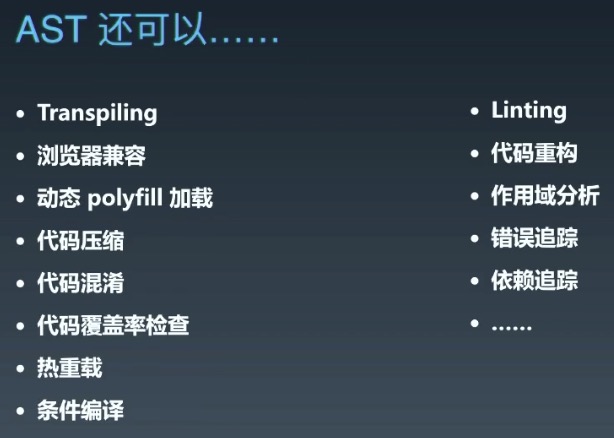 AST 还可以……
• Transpiling
• 浏览器兼容
• 动态 polyfill 加载
• 代码压缩
• 代码混淆
• 代码覆盖率检查
• 热重载
• 条件编译
• Linting
• 代码重构
• 作用域分析
• 错误追踪
• 依赖追踪
• ……